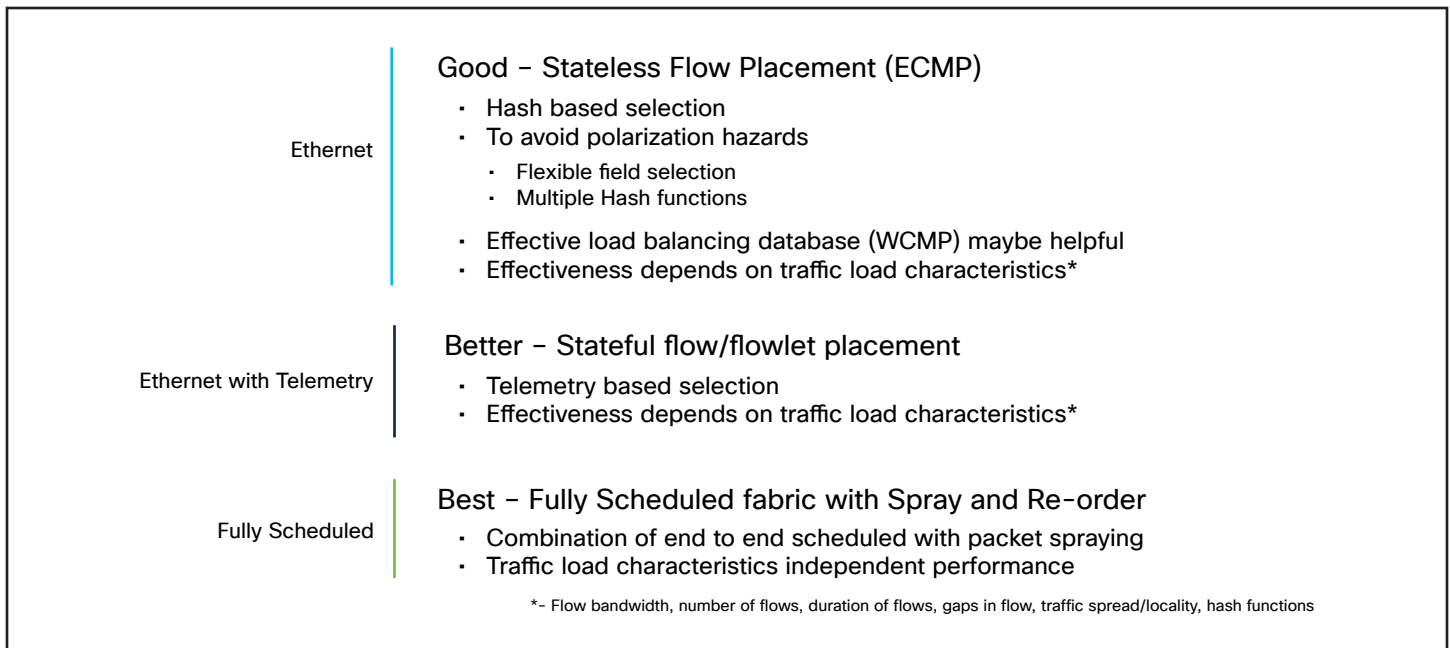 Ethernet
Good – Stateless Flow Placement (ECMP)
▪ Hash based selection
▪ To avoid polarization hazards
▪ Flexible field selection
▪ Multiple Hash functions
▪ Effective load balancing database (WCMP) maybe helpful
▪ Effectiveness depends on traffic load characteristics*
Ethernet with Telemetry
Better – Stateful flow/flowlet placement
▪ Telemetry based selection
▪ Effectiveness depends on traffic load characteristics*
Fully Scheduled
Best – Fully Scheduled fabric with Spray and Re-order
▪ Combination of end to end scheduled with packet spraying
▪ Traffic load characteristics independent performance
*- Flow bandwidth, number of flows, duration of flows, gaps in flow, traffic spread/locality, hash functions